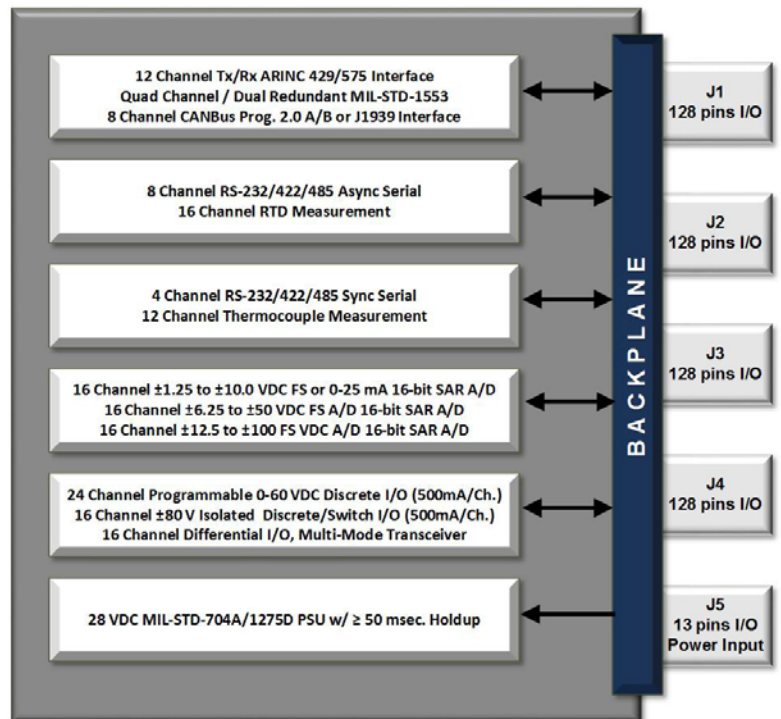 12 Channel Tx/Rx ARINC 429/575 Interface
Quad Channel / Dual Redundant MIL-STD-1553
8 Channel CANBus Prog. 2.0 A/B or J1939 Interface
8 Channel RS-232/422/485 Async Serial
16 Channel RTD Measurement
4 Channel RS-232/422/485 Sync Serial
12 Channel Thermocouple Measurement
16 Channel ±1.25 to ±10.0 VDC FS or 0-25 mA 16-bit SAR A/D
16 Channel ±6.25 to ±50 VDC FS A/D 16-bit SAR A/D
16 Channel ±12.5 to ±100 FS VDC A/D 16-bit SAR A/D
24 Channel Programmable 0-60 VDC Discrete I/O (500mA/Ch.)
16 Channel ±80 V Isolated Discrete/Switch I/O (500mA/Ch.)
16 Channel Differential I/O, Multi-Mode Transceiver
28 VDC MIL-STD-704A/1275D PSU w/ ≥ 50 msec. Holdup
BACKPLANE
J1
128 pins I/O
J2
128 pins I/O
J3
128 pins I/O
J4
128 pins I/O
J5
13 pins I/O
Power Input